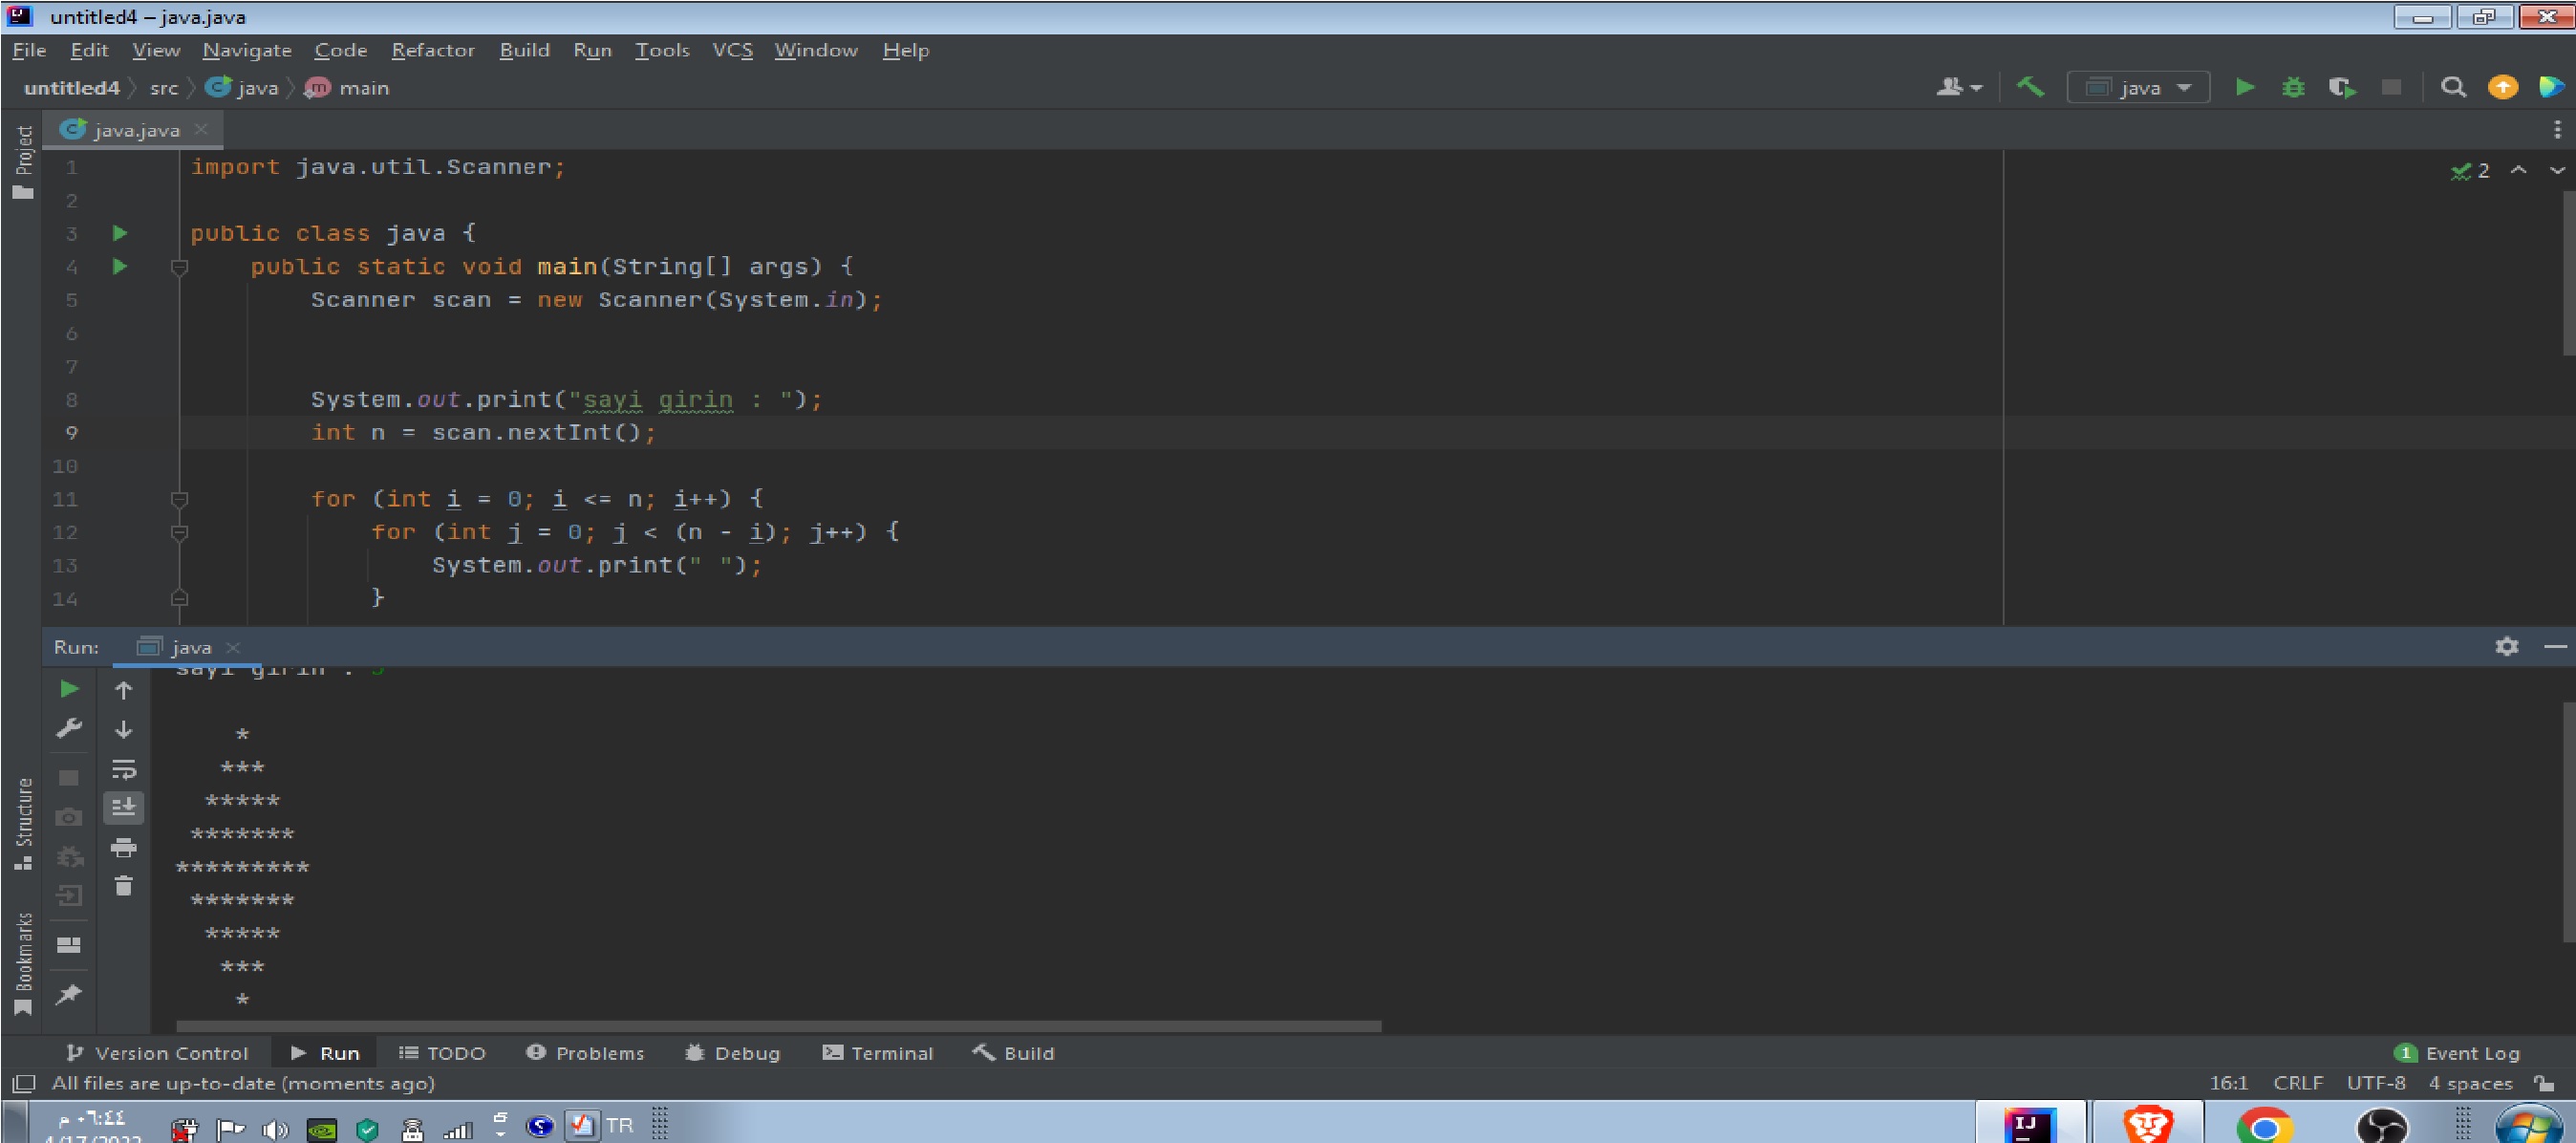 untitled4 – java.java
File Edit View Navigate Code Refactor Build Run Tools VCS Window Help
untitled4 src java main
java
Project
java.java
1 import java.util.Scanner;
2
2
3 public class java {
4 public static void main(String[] args) {
5 Scanner scan = new Scanner(System.in);
6
7
8 System.out.print("sayi girin : ");
9 int n = scan.nextInt();
10
11 for (int i = 0; i <= n; i++) {
12 for (int j = 0; j < (n - i); j++) {
13 System.out.print(" ");
14 }
Run: java
sayi girin :
*
***
*****
*******
*********
*******
*****
***
*
Structure
Bookmarks
Version Control Run TODO Problems Debug Terminal Build
1 Event Log
All files are up-to-date (moments ago)
16:1 CRLF UTF-8 4 spaces
٠٦:٤٤ م
TR